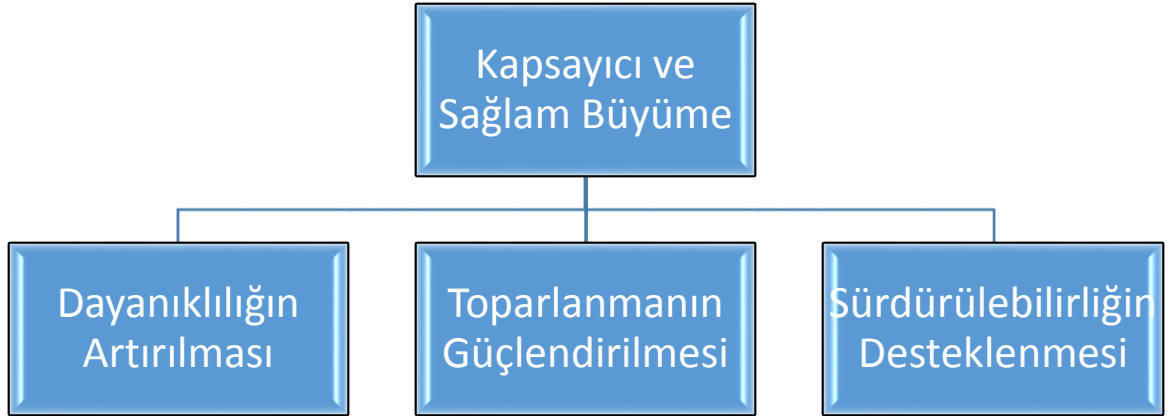 Kapsayıcı ve
Sağlam Büyüme
Dayanıklılığın
Artırılması
Toparlanmanın
Güçlendirilmesi
Sürdürülebilirliğin
Desteklenmesi